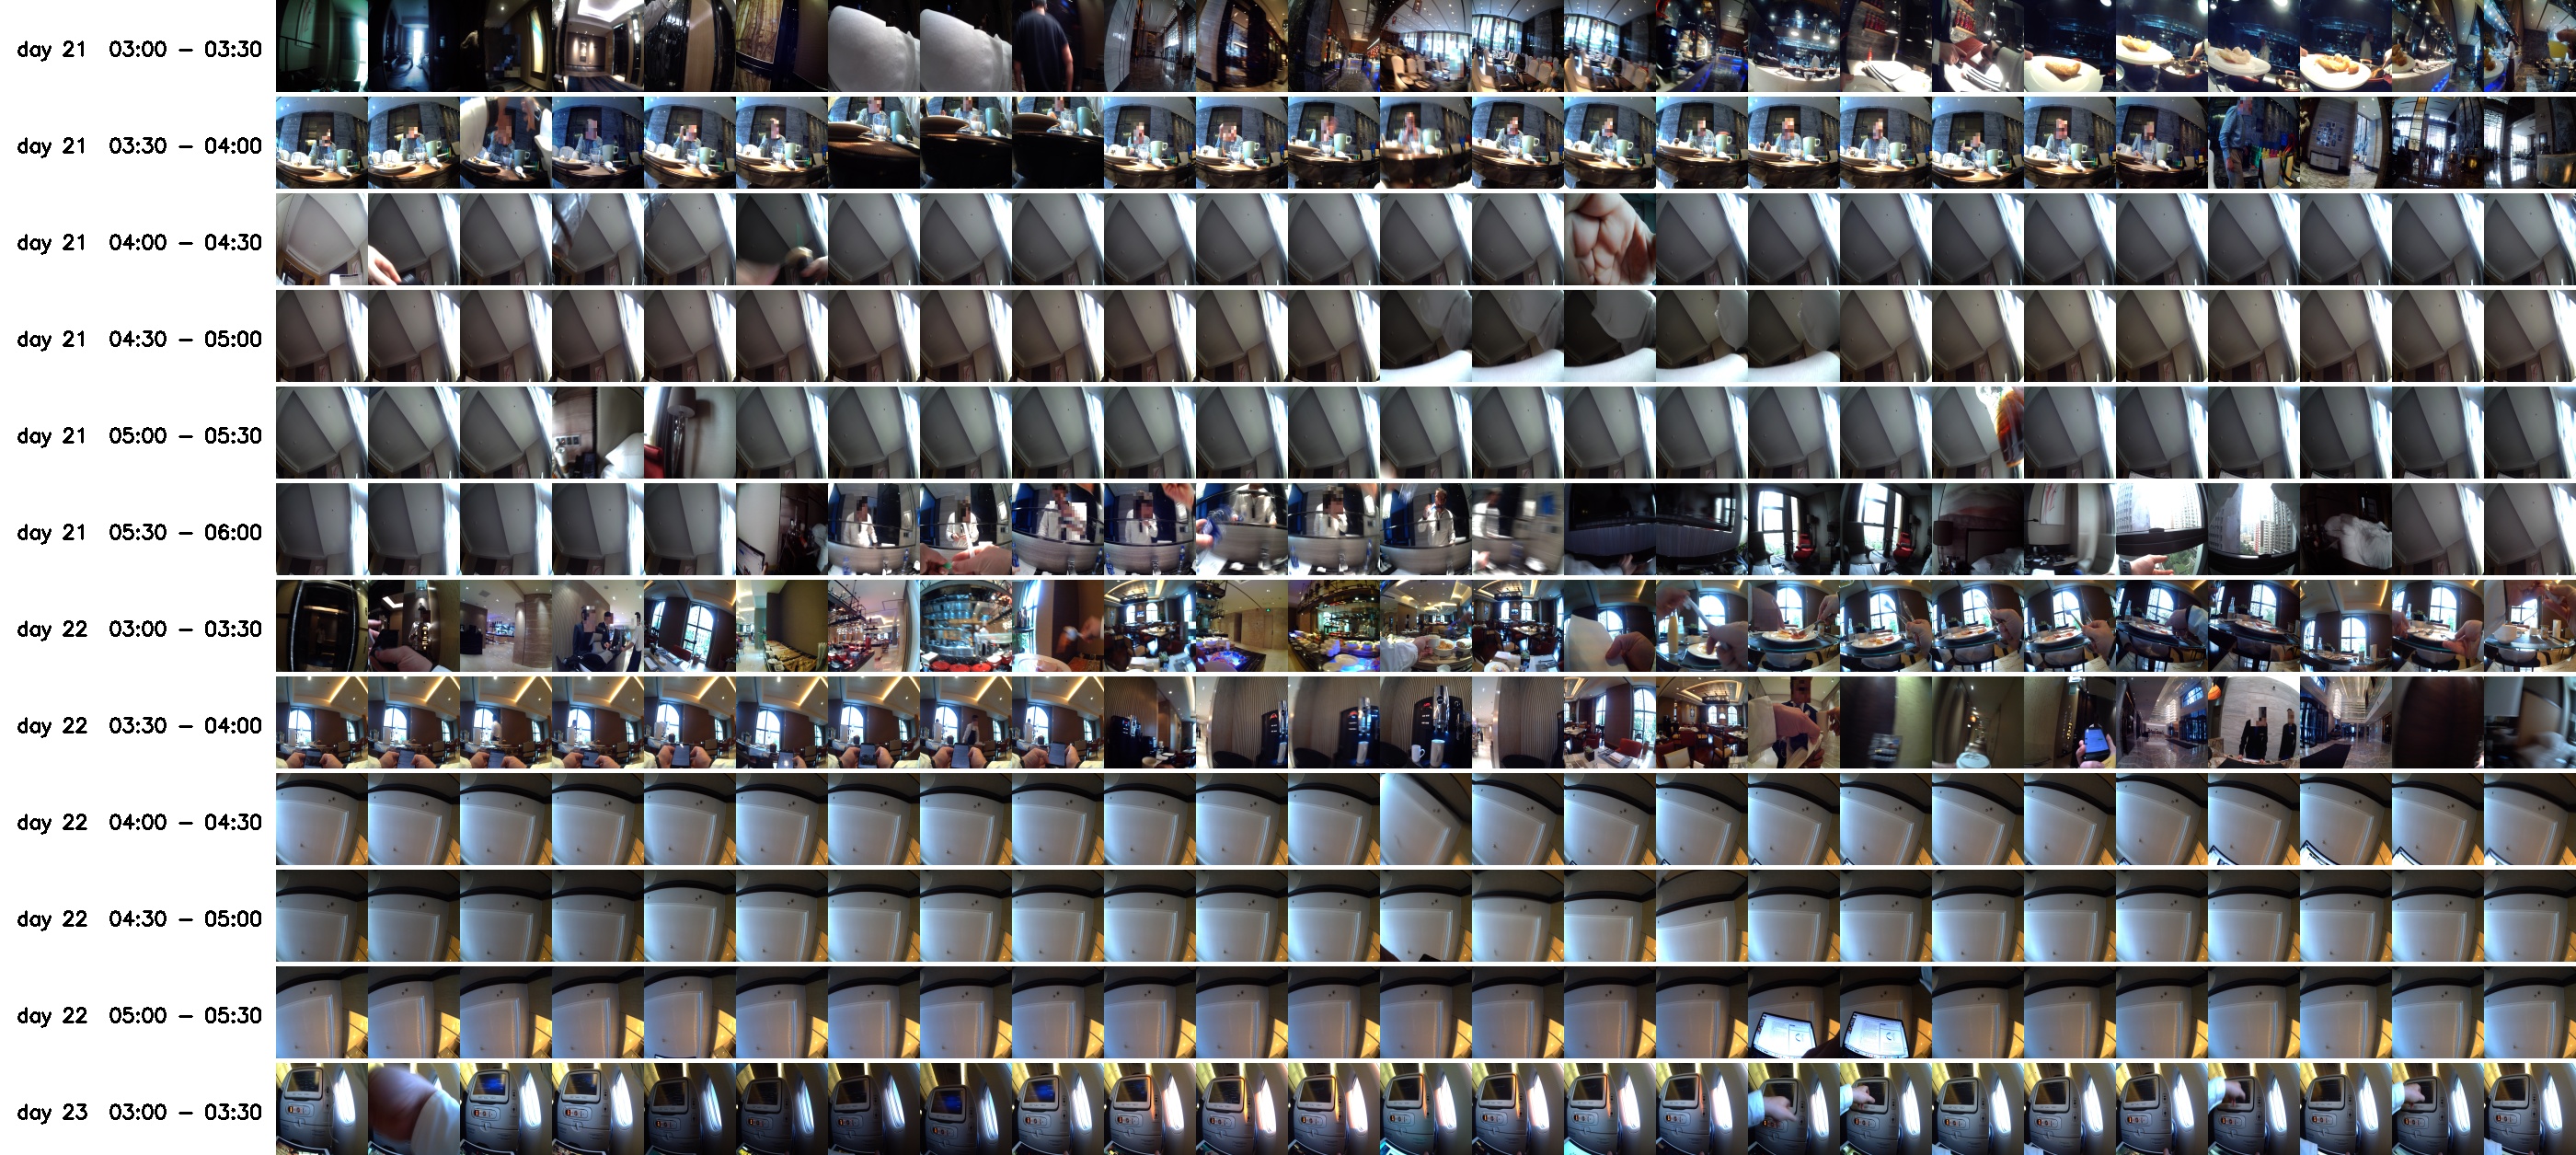 day 21 03:00 - 03:30
day 21 03:30 - 04:00
day 21 04:00 - 04:30
day 21 04:30 - 05:00
day 21 05:00 - 05:30
day 21 05:30 - 06:00
day 22 03:00 - 03:30
day 22 03:30 - 04:00
day 22 04:00 - 04:30
day 22 04:30 - 05:00
day 22 05:00 - 05:30
day 23 03:00 - 03:30